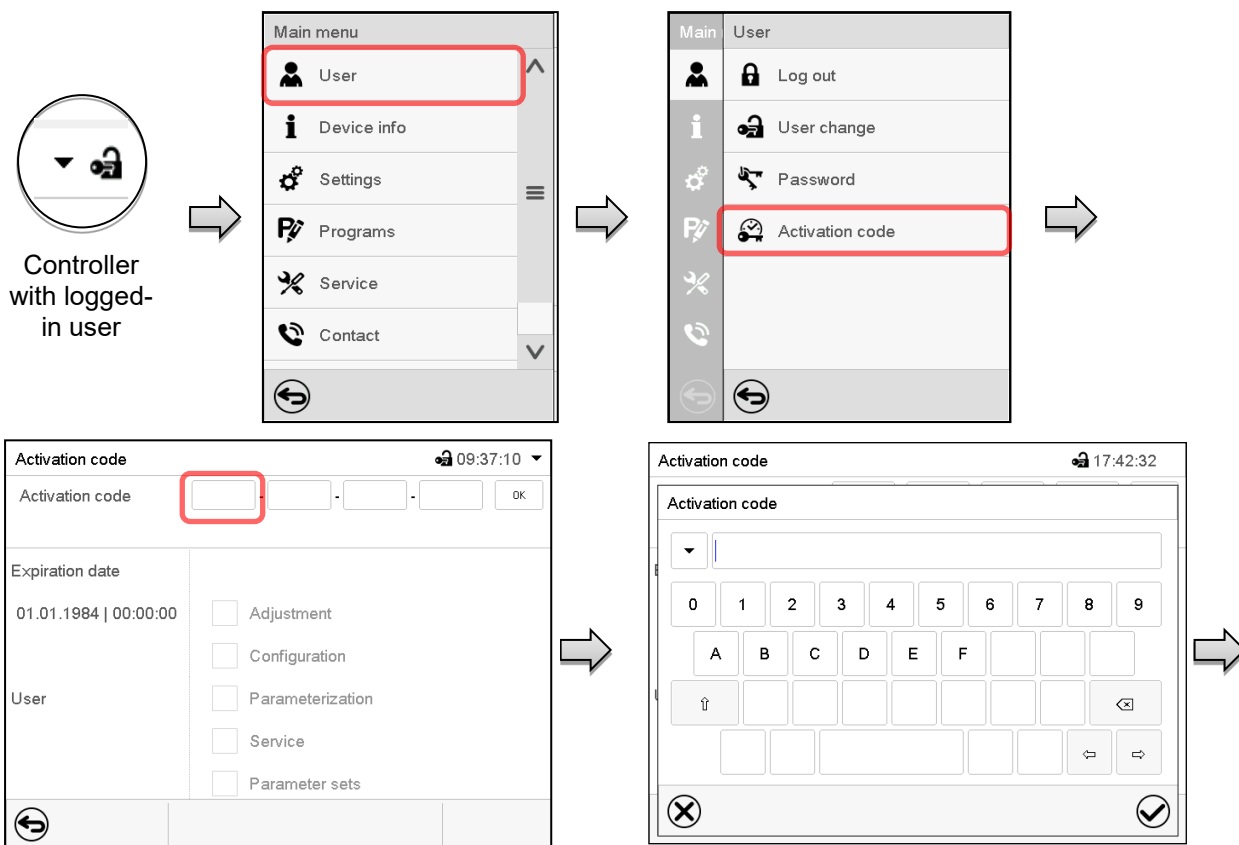 Controller
with logged-
in user
Main menu
User
Device info
Settings
Programs
Service
Contact
Main User
Log out
User change
Password
Activation code
Activation code 09:37:10
Activation code - - - OK
Expiration date
01.01.1984 | 00:00:00
Adjustment
Configuration
User
Parameterization
Service
Parameter sets
Activation code 17:42:32
Activation code
0 1 2 3 4 5 6 7 8 9
A B C D E F